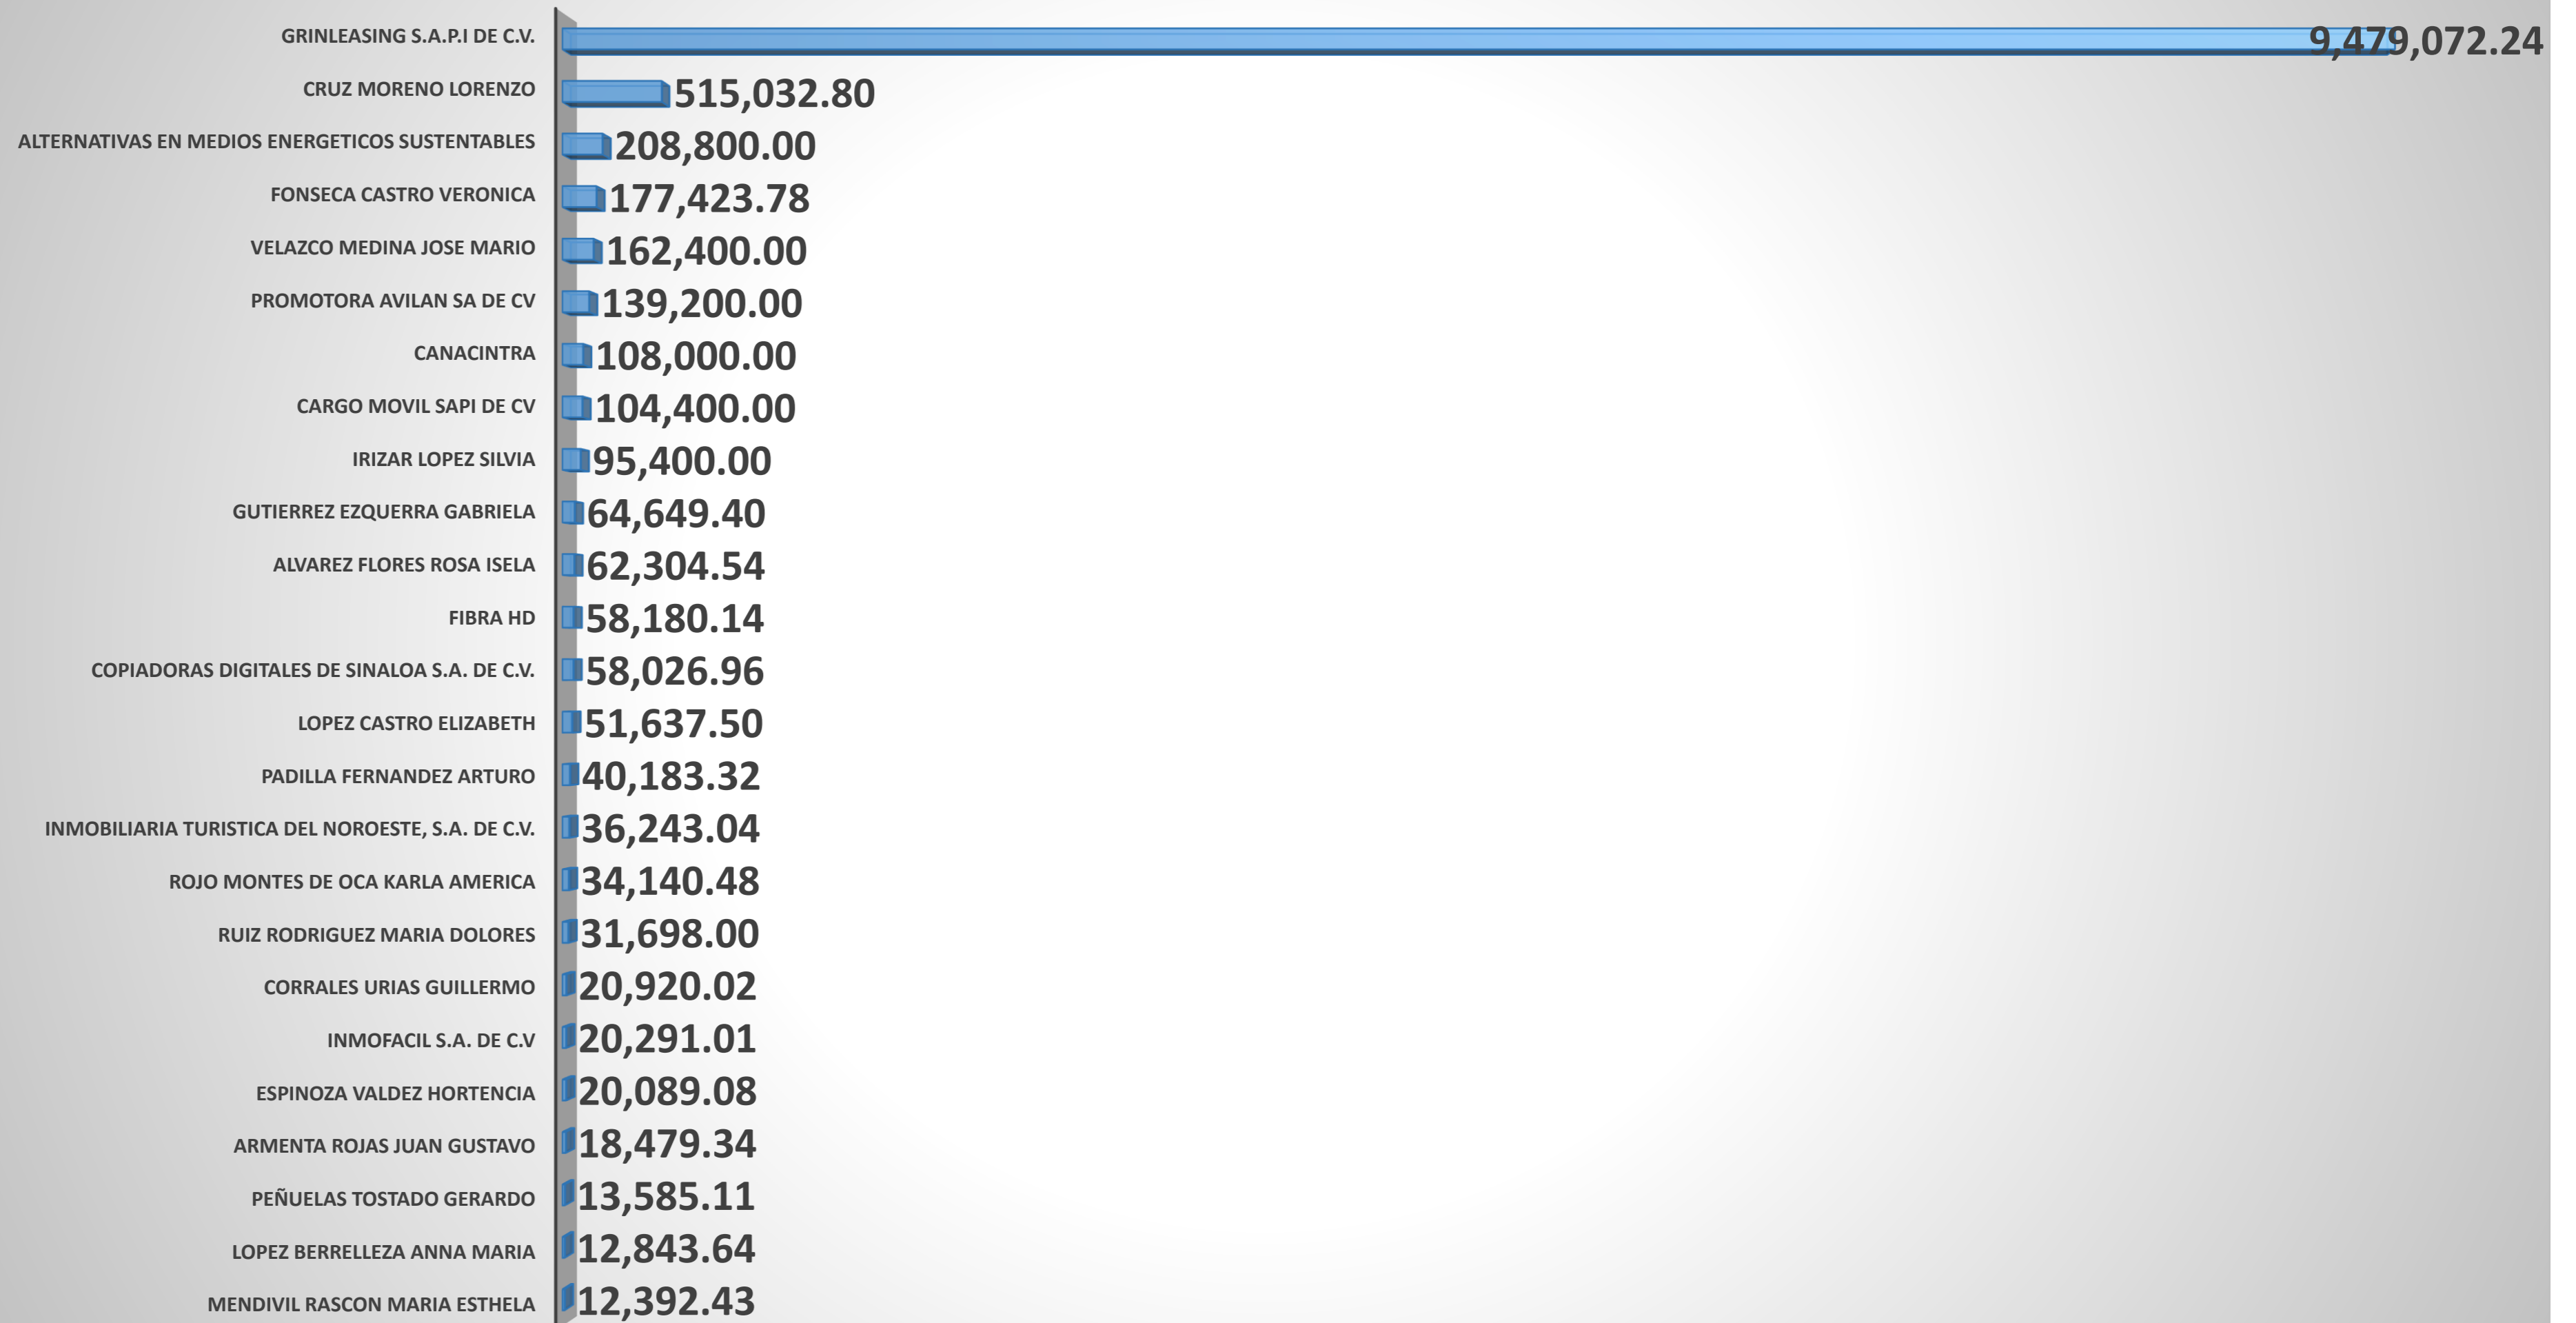 GRINLEASING S.A.P.I DE C.V. 9,479,072.24
CRUZ MORENO LORENZO 515,032.80
ALTERNATIVAS EN MEDIOS ENERGETICOS SUSTENTABLES 208,800.00
FONSECA CASTRO VERONICA 177,423.78
VELAZCO MEDINA JOSE MARIO 162,400.00
PROMOTORA AVILAN SA DE CV 139,200.00
CANACINTRA 108,000.00
CARGO MOVIL SAPI DE CV 104,400.00
IRIZAR LOPEZ SILVIA 95,400.00
GUTIERREZ EZQUERRA GABRIELA 64,649.40
ALVAREZ FLORES ROSA ISELA 62,304.54
FIBRA HD 58,180.14
COPIADORAS DIGITALES DE SINALOA S.A. DE C.V. 58,026.96
LOPEZ CASTRO ELIZABETH 51,637.50
PADILLA FERNANDEZ ARTURO 40,183.32
INMOBILIARIA TURISTICA DEL NOROESTE, S.A. DE C.V. 36,243.04
ROJO MONTES DE OCA KARLA AMERICA 34,140.48
RUIZ RODRIGUEZ MARIA DOLORES 31,698.00
CORRALES URIAS GUILLERMO 20,920.02
INMOFACIL S.A. DE C.V 20,291.01
ESPINOZA VALDEZ HORTENCIA 20,089.08
ARMENTA ROJAS JUAN GUSTAVO 18,479.34
PEÑUELAS TOSTADO GERARDO 13,585.11
LOPEZ BERRELLEZA ANNA MARIA 12,843.64
MENDIVIL RASCON MARIA ESTHELA 12,392.43